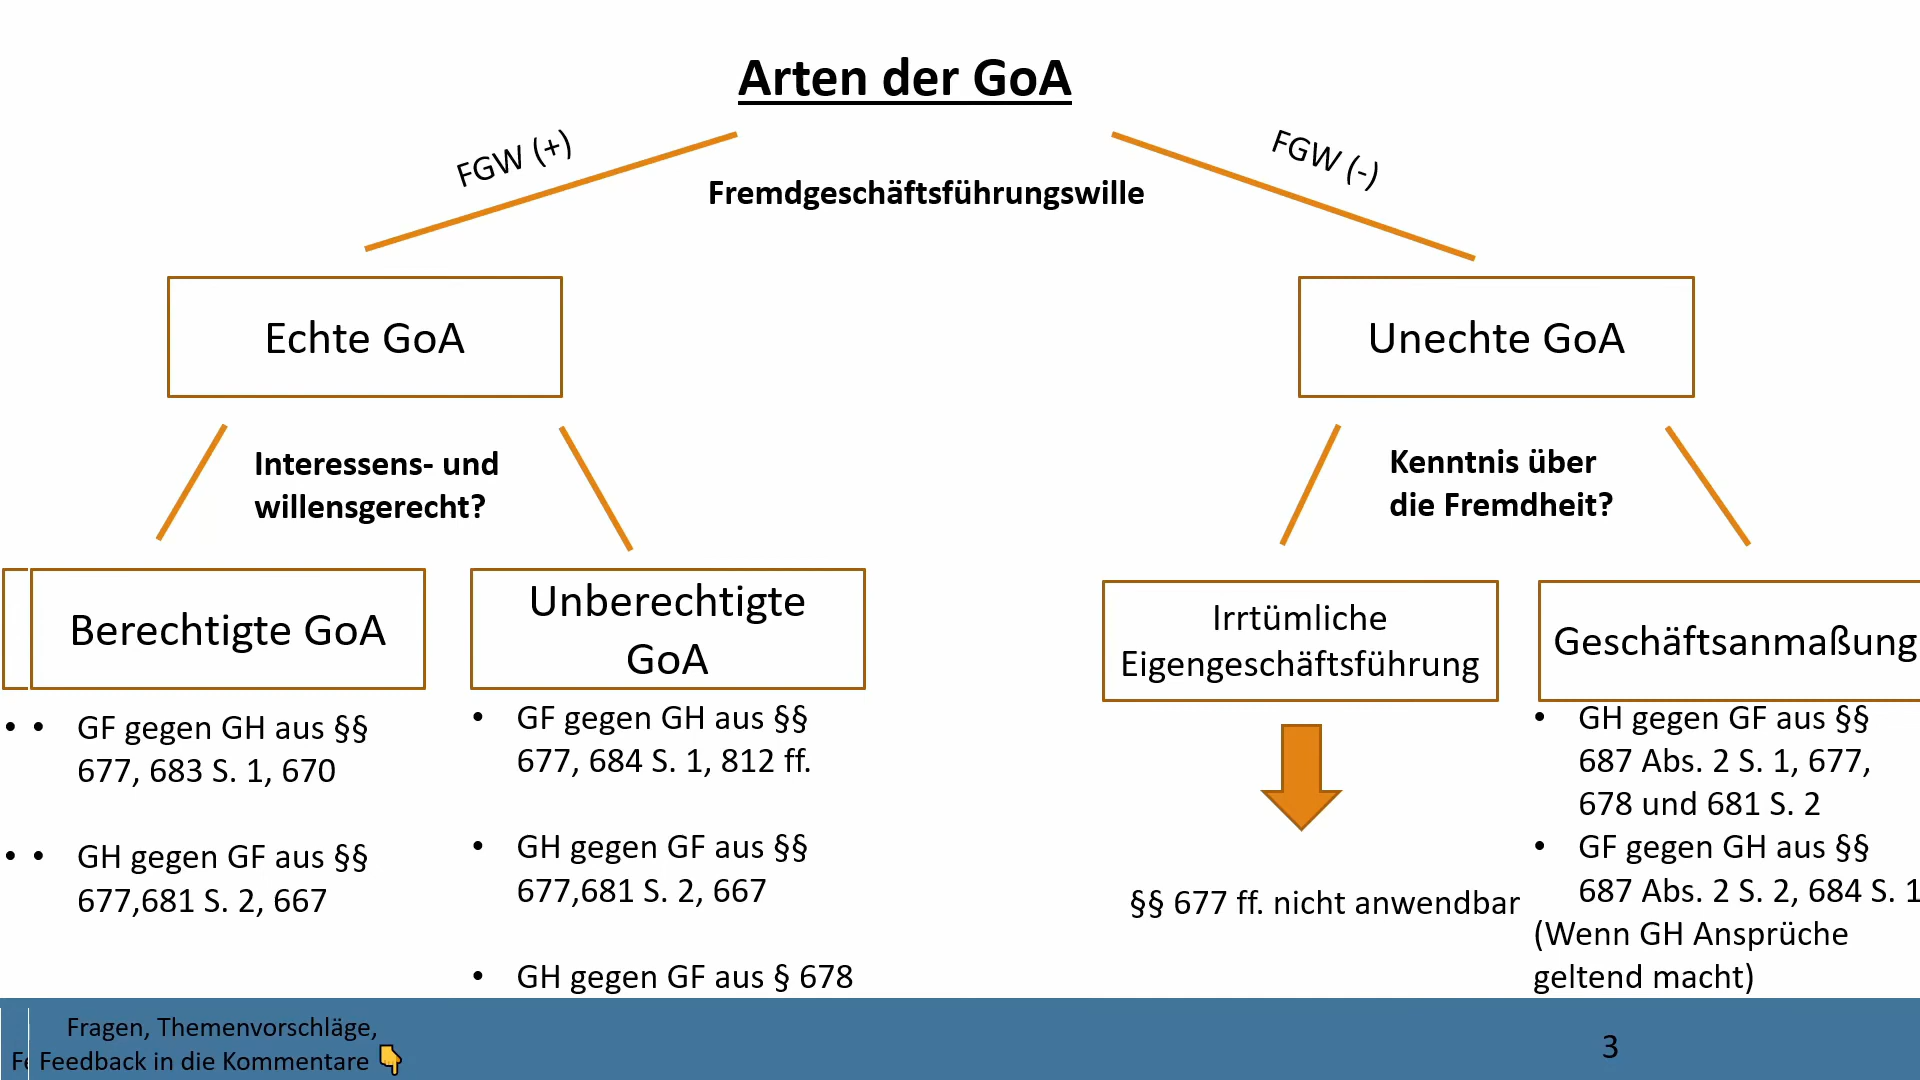 Arten der GoA
FGW (+)
FGW (-)
Fremdgeschäftsführungswille
Echte GoA
Unechte GoA
Interessens- und
willensgerecht?
Kenntnis über
die Fremdheit?
Berechtigte GoA
Unberechtigte
GoA
Irrtümliche
Eigengeschäftsführung
Geschäftsanmaßung
• • GF gegen GH aus §§
677, 683 S. 1, 670
• • GH gegen GF aus §§
677,681 S. 2, 667
• GF gegen GH aus §§
677, 684 S. 1, 812 ff.
• GH gegen GF aus §§
677,681 S. 2, 667
• GH gegen GF aus § 678
§§ 677 ff. nicht anwendbar
• GH gegen GF aus §§
687 Abs. 2 S. 1, 677,
678 und 681 S. 2
• GF gegen GH aus §§
687 Abs. 2 S. 2, 684 S. 1
(Wenn GH Ansprüche
geltend macht)
Fragen, Themenvorschläge,
Fe Feedback in die Kommentare 👇
3